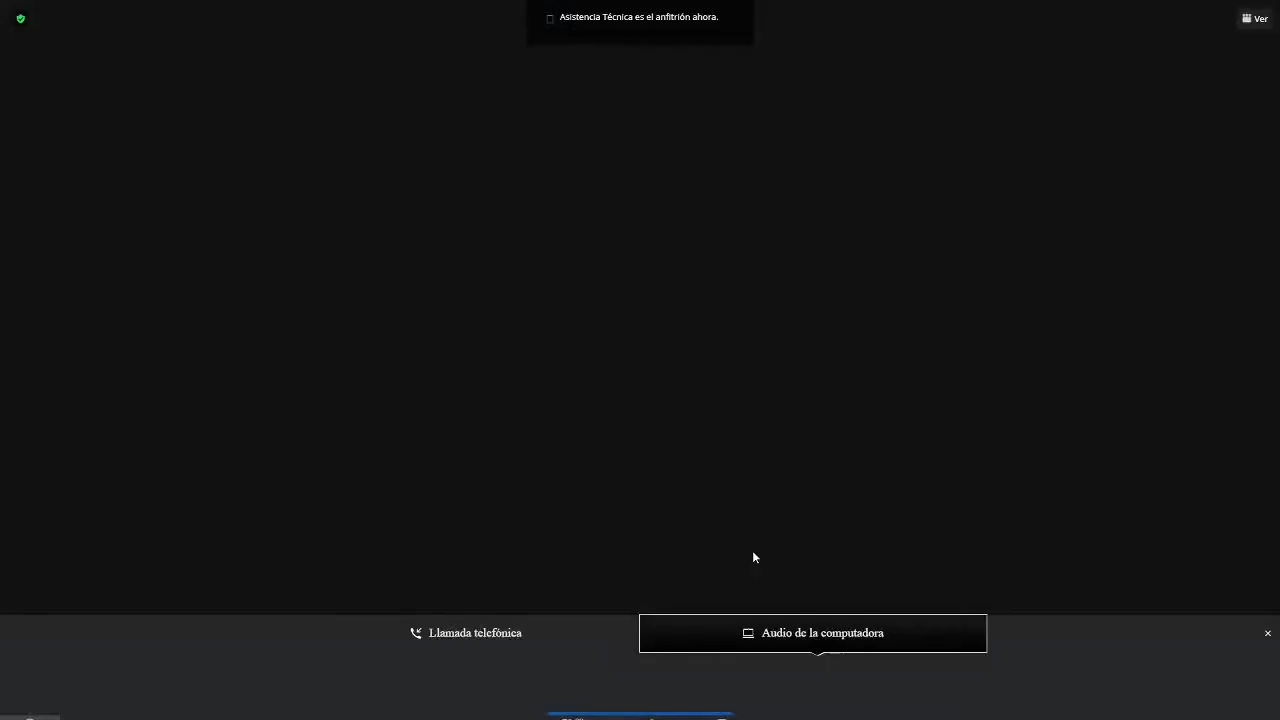 Asistencia Técnica es el anfitrión ahora.
Ver
Llamada telefónica
Audio de la computadora